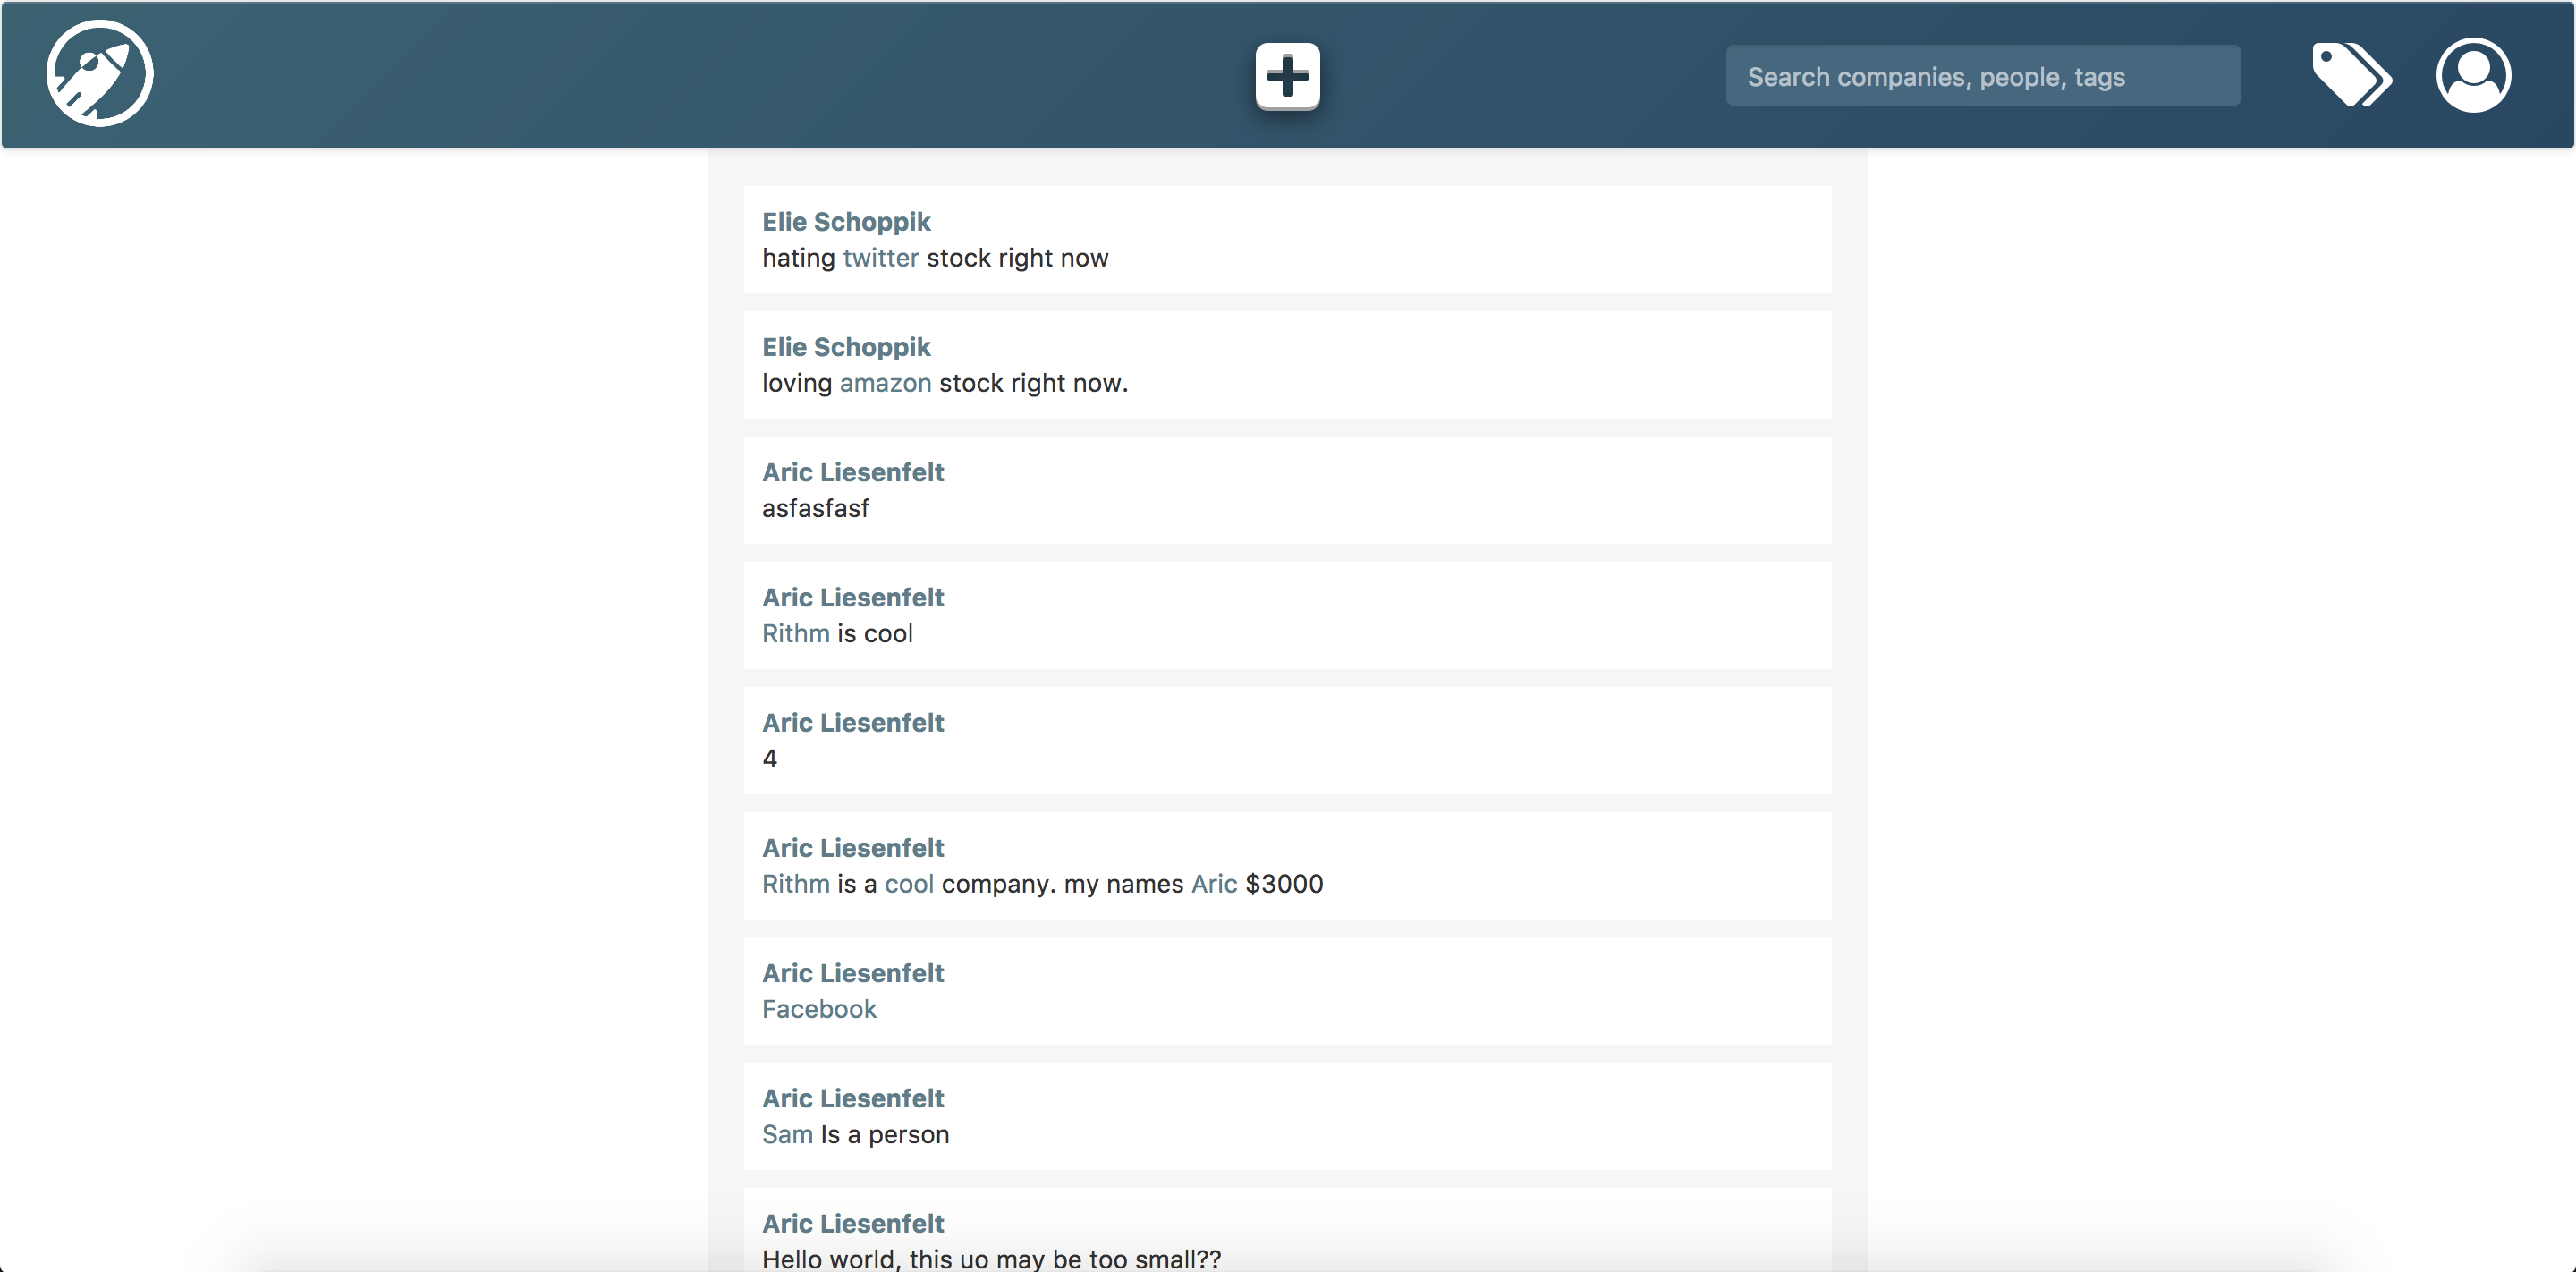 Search companies, people, tags
Elie Schoppik
hating twitter stock right now
Elie Schoppik
loving amazon stock right now.
Aric Liesenfelt
asfasfasf
Aric Liesenfelt
Rithm is cool
Aric Liesenfelt
4
Aric Liesenfelt
Rithm is a cool company. my names Aric $3000
Aric Liesenfelt
Facebook
Aric Liesenfelt
Sam Is a person
Aric Liesenfelt
Hello world, this uo may be too small??